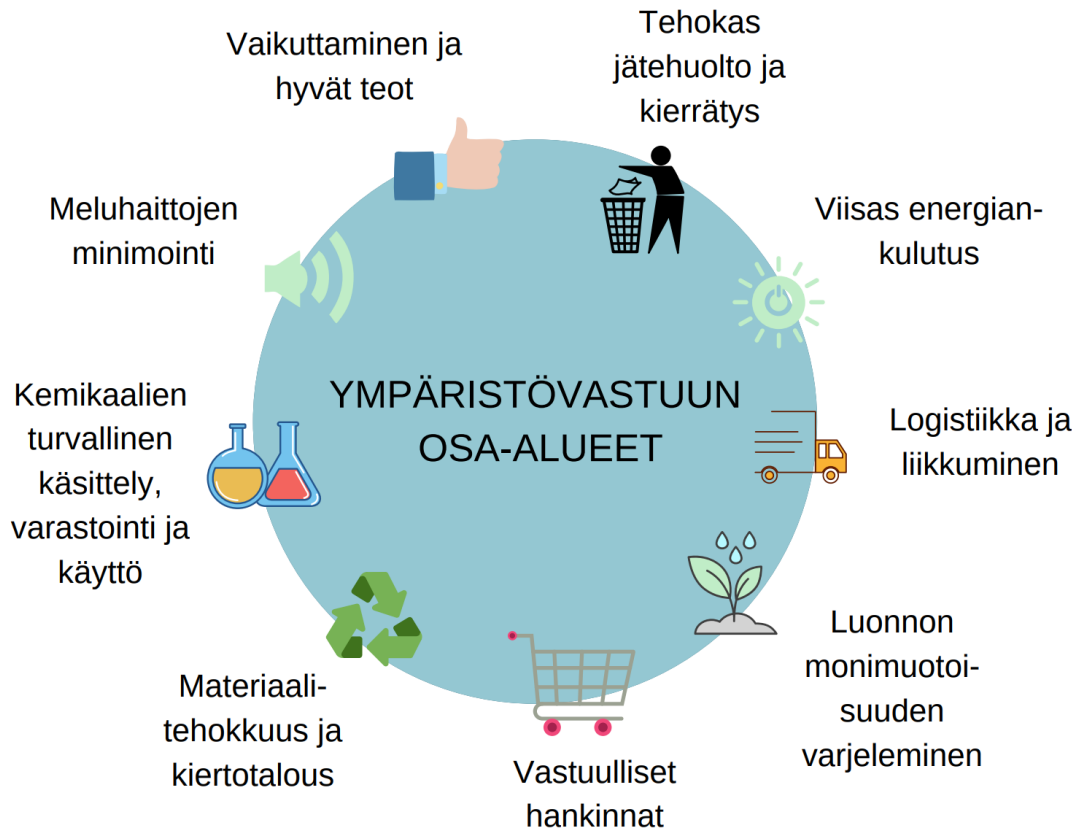 YMPÄRISTÖVASTUUN
OSA-ALUEET
Tehokas
jätehuolto ja
kierrätys
Viisas energian-
kulutus
Logistiikka ja
liikkuminen
Luonnon
monimuotoi-
suuden
varjeleminen
Vastuulliset
hankinnat
Materiaali-
tehokkuus ja
kiertotalous
Kemikaalien
turvallinen
käsittely,
varastointi ja
käyttö
Meluhaittojen
minimointi
Vaikuttaminen ja
hyvät teot